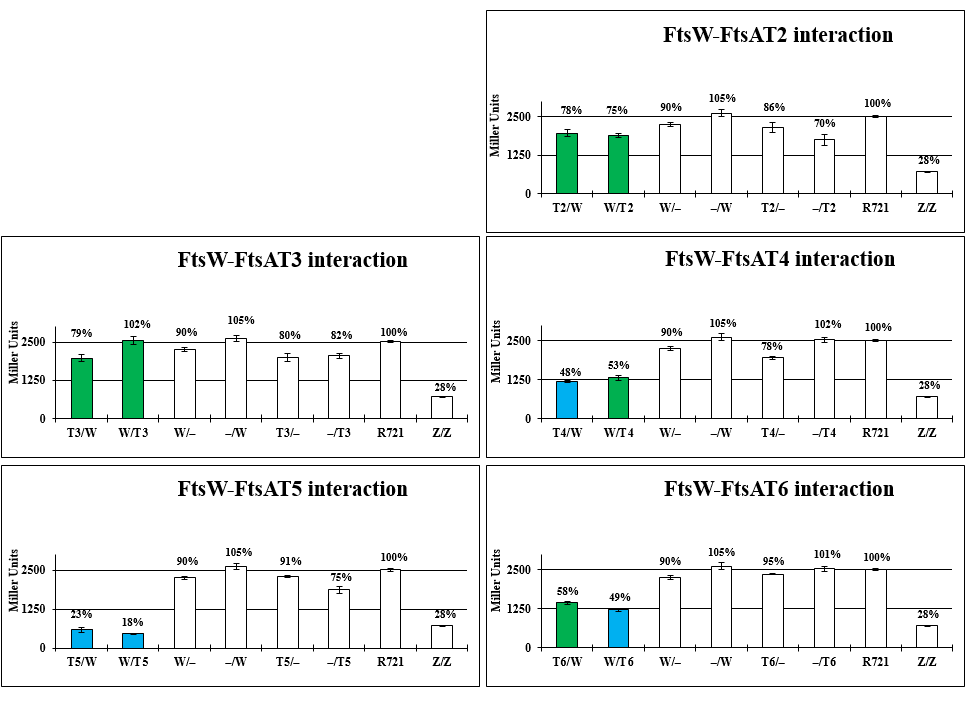 FtsW-FtsAT2 interaction
Miller Units
2500
1250
0
78% 75% 90% 105% 86% 70% 100% 28%
T2/W W/T2 W/– –/W T2/– –/T2 R721 Z/Z
FtsW-FtsAT3 interaction
Miller Units
2500
1250
0
79% 102% 90% 105% 80% 82% 100% 28%
T3/W W/T3 W/– –/W T3/– –/T3 R721 Z/Z
FtsW-FtsAT4 interaction
Miller Units
2500
1250
0
48% 53% 90% 105% 78% 102% 100% 28%
T4/W W/T4 W/– –/W T4/– –/T4 R721 Z/Z
FtsW-FtsAT5 interaction
Miller Units
2500
1250
0
23% 18% 90% 105% 91% 75% 100% 28%
T5/W W/T5 W/– –/W T5/– –/T5 R721 Z/Z
FtsW-FtsAT6 interaction
Miller Units
2500
1250
0
58% 49% 90% 105% 95% 101% 100% 28%
T6/W W/T6 W/– –/W T6/– –/T6 R721 Z/Z